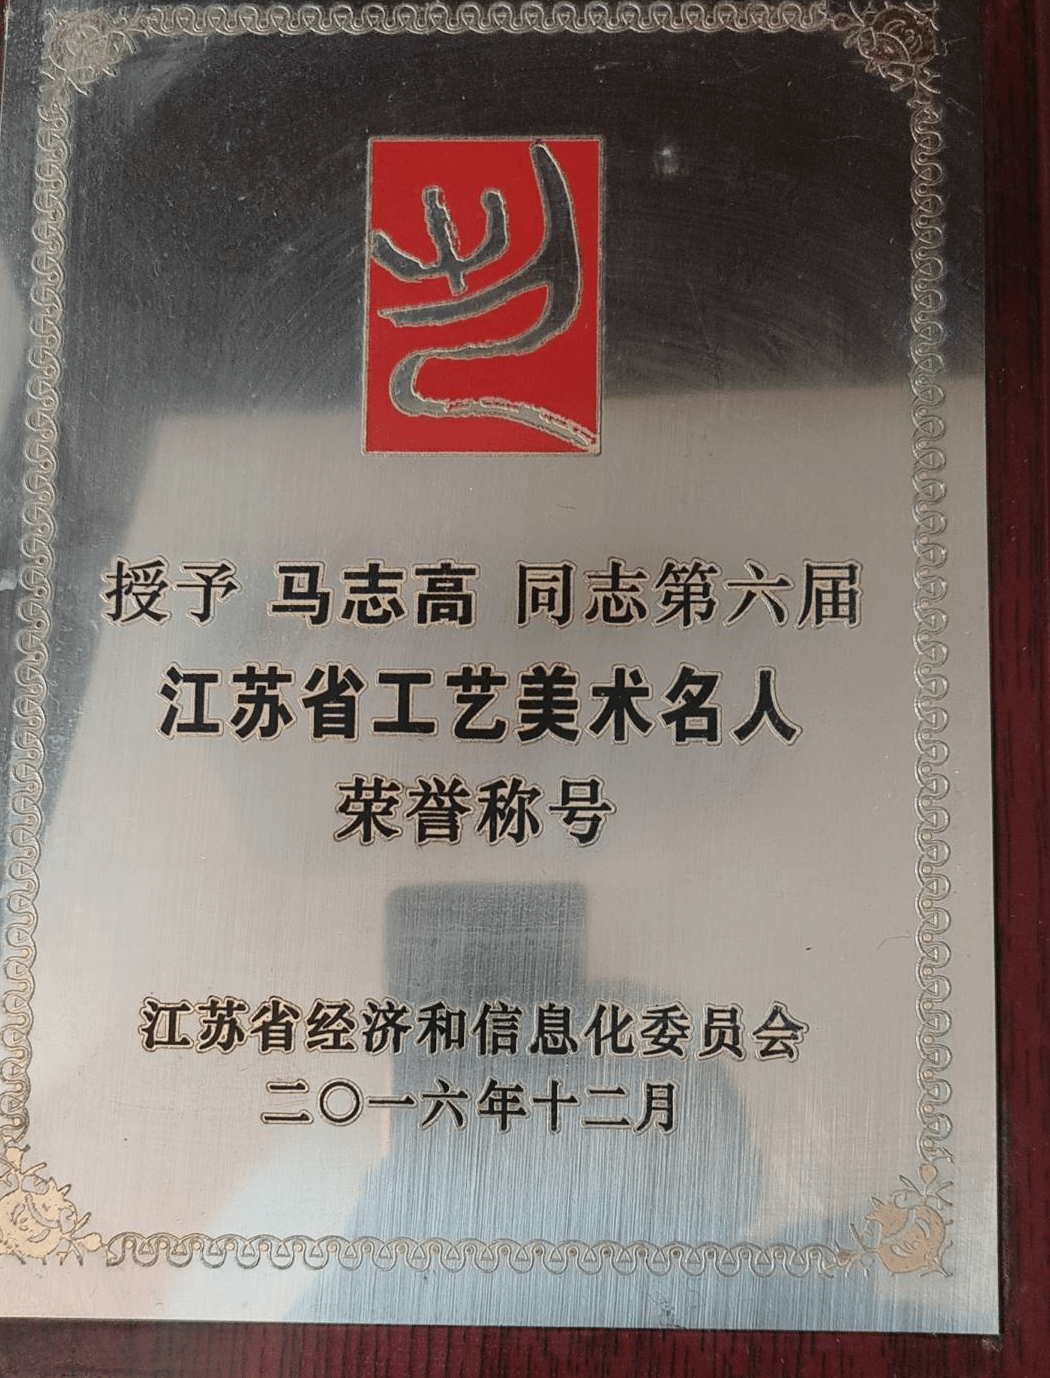 授予 马志高 同志第六届
江苏省工艺美术名人
荣誉称号
江苏省经济和信息化委员会
二〇一六年十二月